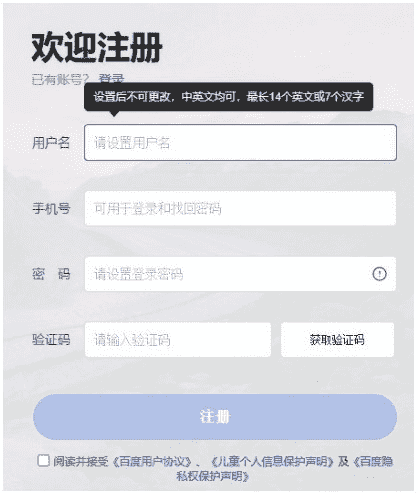 欢迎注册
已有账号? 登录
设置后不可更改，中英文均可，最长14个英文或7个汉字
用户名 请设置用户名
手机号 可用于登录和找回密码
密 码 请设置登录密码
验证码 请输入验证码 获取验证码
注册
阅读并接受《百度用户协议》、《儿童个人信息保护声明》及《百度隐
私权保护声明》